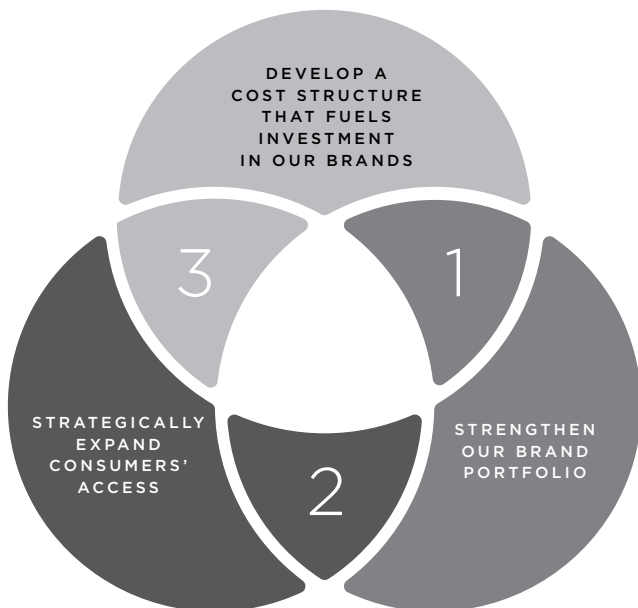 DEVELOP A
COST STRUCTURE
THAT FUELS
INVESTMENT
IN OUR BRANDS
3
1
STRATEGICALLY
EXPAND
CONSUMERS’
ACCESS
STRENGTHEN
OUR BRAND
PORTFOLIO
2